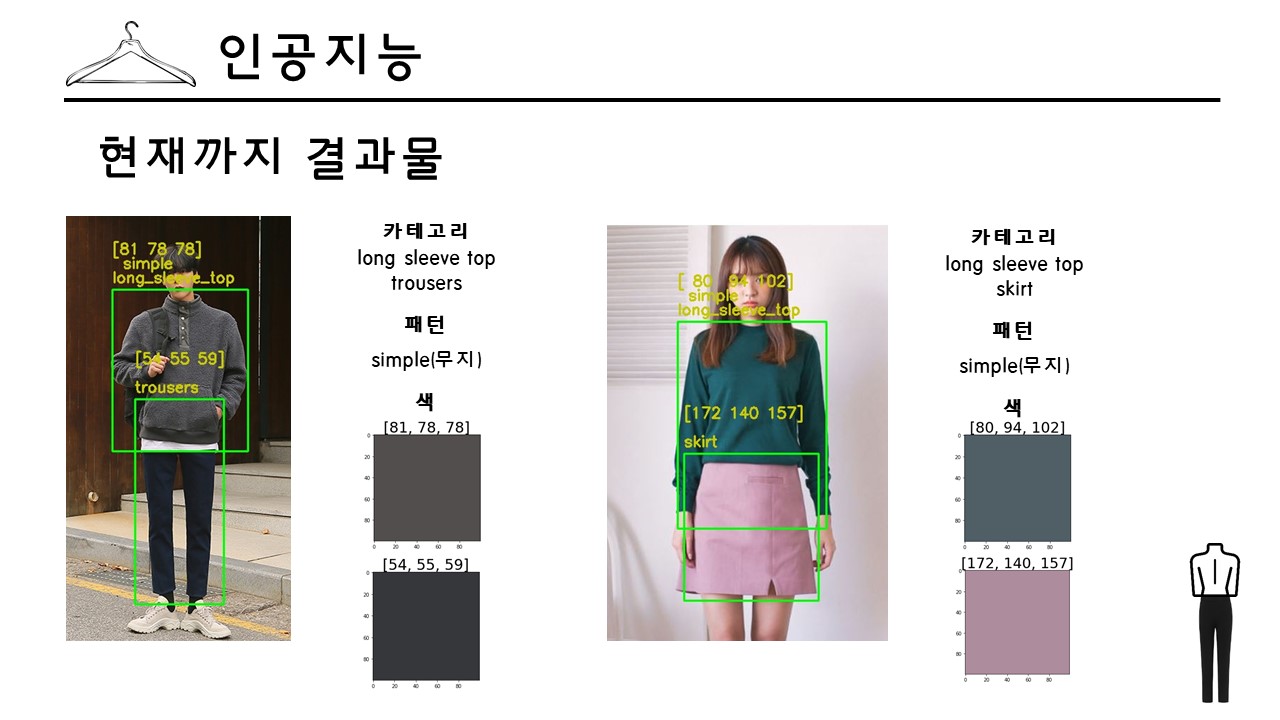 인공지능
현재까지 결과물
[81 78 78]
simple
long_sleeve_top
[54 55 59]
trousers
카테고리
long sleeve top
trousers
패턴
simple(무지)
색
[81, 78, 78]
0
20
40
60
80
0 20 40 60 80
[54, 55, 59]
0
20
40
60
80
0 20 40 60 80
[ 80 94 102]
simple
long_sleeve_top
[172 140 157]
skirt
카테고리
long sleeve top
skirt
패턴
simple(무지)
색
[80, 94, 102]
0
20
40
60
80
0 20 40 60 80
[172, 140, 157]
0
20
40
60
80
0 20 40 60 80